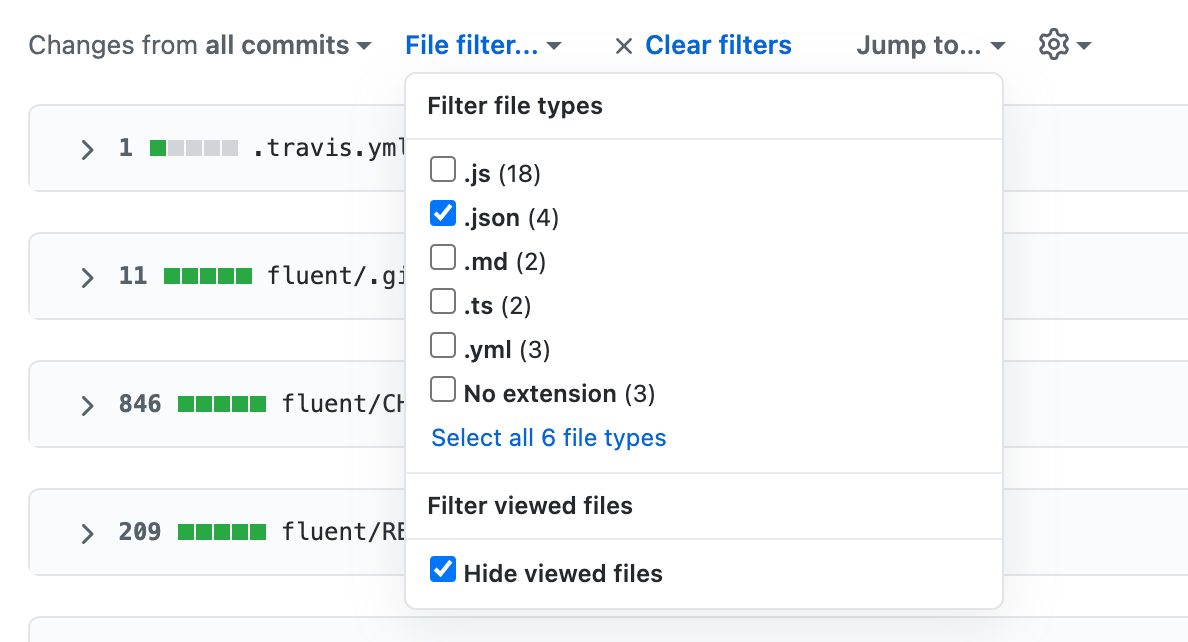 Changes from all commits File filter... Clear filters Jump to...
Filter file types
1 .travis.yml
.js (18)
.json (4)
.md (2)
11 fluent/.gi
.ts (2)
.yml (3)
846 fluent/CH
No extension (3)
Select all 6 file types
Filter viewed files
209 fluent/RE
Hide viewed files